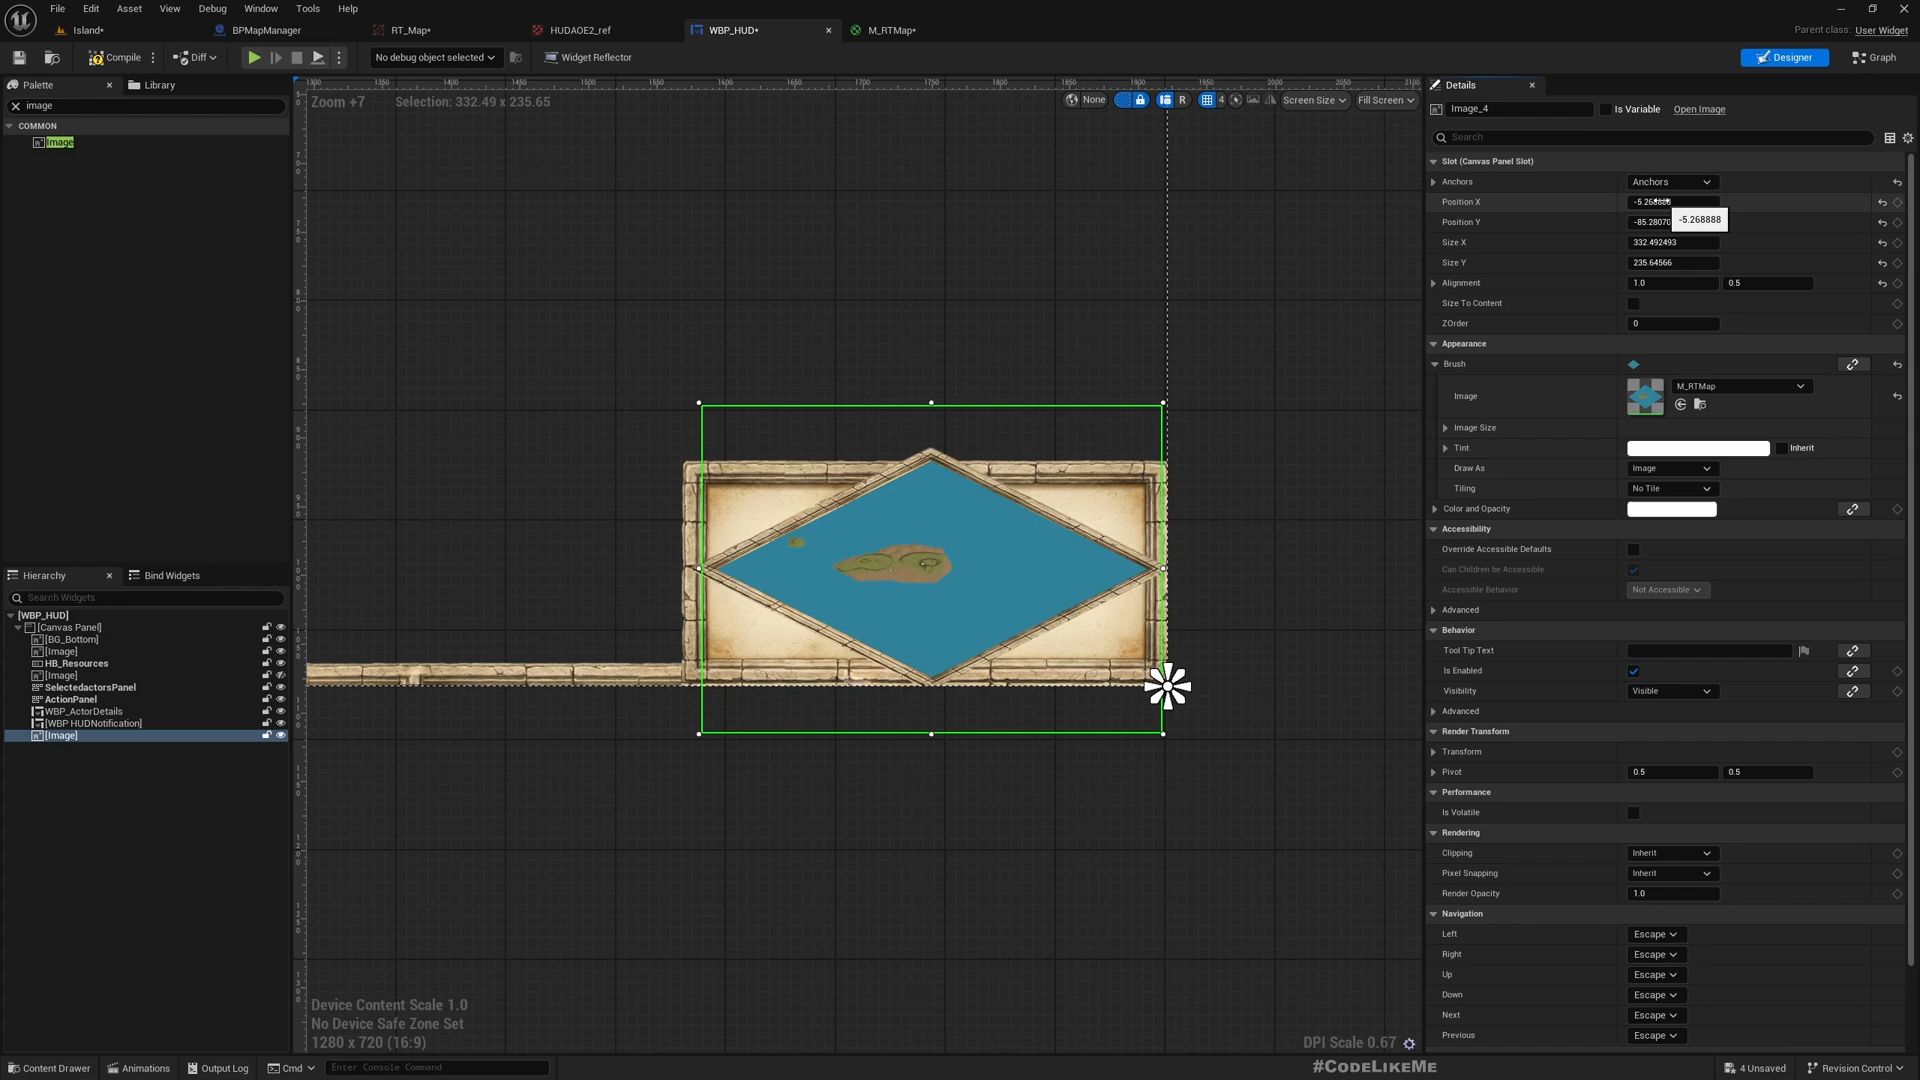 File Edit Asset View Debug Window Tools Help
Island* BPMapManager RT_Map* HUDAOE2_ref WBP_HUD* M_RTMap* Parent class: User Widget
Compile Diff No debug object selected Widget Reflector Designer Graph
Palette Library
image
COMMON
Image
Zoom +7 Selection: 332.49 x 235.65
None R 4 Screen Size Fill Screen
Hierarchy Bind Widgets
Search Widgets
[WBP_HUD]
[Canvas Panel]
[BG_Bottom]
[Image]
HB_Resources
[Image]
SelectedactorsPanel
ActionPanel
WBP_ActorDetails
[WBP HUDNotification]
[Image]
Device Content Scale 1.0
No Device Safe Zone Set
1280 x 720 (16:9)
DPI Scale 0.67
Details
Image_4 Is Variable Open Image
Search
Slot (Canvas Panel Slot)
Anchors Anchors
Position X -5.268888
-5.268888
Position Y -85.28070
Size X 332.492493
Size Y 235.64566
Alignment 1.0 0.5
Size To Content
ZOrder 0
Appearance
Brush
Image M_RTMap
Image Size
Tint Inherit
Draw As Image
Tiling No Tile
Color and Opacity
Accessibility
Override Accessible Defaults
Can Children be Accessible
Accessible Behavior Not Accessible
Advanced
Behavior
Tool Tip Text
Is Enabled
Visibility Visible
Advanced
Render Transform
Transform
Pivot 0.5 0.5
Performance
Is Volatile
Rendering
Clipping Inherit
Pixel Snapping Inherit
Render Opacity 1.0
Navigation
Left Escape
Right Escape
Up Escape
Down Escape
Next Escape
Previous Escape
Content Drawer Animations Output Log Cmd Enter Console Command #CodeLikeMe 4 Unsaved Revision Control